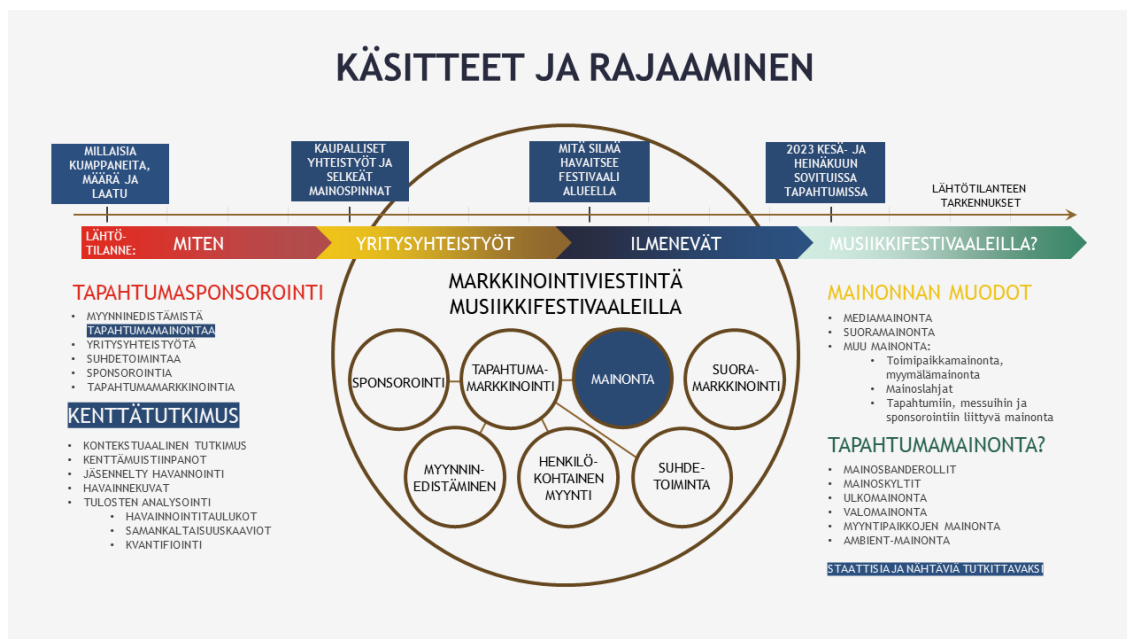 KÄSITTEET JA RAJAAMINEN
MILLAISIA
KUMPPANEITA,
MÄÄRÄ JA
LAATU
KAUPALLISET
YHTEISTYÖT JA
SELKEÄT
MAINOSPINNAT
MITÄ SILMÄ
HAVAITSEE
FESTIVAALI
ALUEELLA
2023 KESÄ- JA
HEINÄKUUN
SOVITUISSA
TAPAHTUMISSA
LÄHTÖTILANTEEN
TARKENNUKSET
LÄHTÖ-
TILANNE:
MITEN
YRITYSYHTEISTYÖT
ILMENEVÄT
MUSIIKKIFESTIVAALEILLA?
TAPAHTUMASPONSOROINTI
• MYYNNINEDISTÄMISTÄ
TAPAHTUMAMAINONTAA
• YRITYSYHTEISTYÖTÄ
• SUHDETOIMINTAA
• SPONSOROINTIA
• TAPAHTUMAMARKKINOINTIA
KENTTÄTUTKIMUS
• KONTEKSTUAALINEN TUTKIMUS
• KENTTÄMUISTIINPANOT
• JÄSENNELTY HAVANNOINTI
• HAVAINNEKUVAT
• TULOSTEN ANALYSOINTI
• HAVAINNOINTITAULUKOT
• SAMANKALTAISUUSKAAVIOT
• KVANTIFIOINTI
MARKKINOINTIVIESTINTÄ
MUSIIKKIFESTIVAALEILLA
SPONSOROINTI
TAPAHTUMA-
MARKKINOINTI
MAINONTA
SUORA-
MARKKINOINTI
MYYNNIN-
EDISTÄMINEN
HENKILÖ-
KOHTAINEN
MYYNTI
SUHDE-
TOIMINTA
MAINONNAN MUODOT
• MEDIAMAINONTA
• SUORAMAINONTA
• MUU MAINONTA:
• Toimipaikkamainonta,
myymälämainonta
• Mainoslahjat
• Tapahtumiin, messuihin ja
sponsorointiin liittyvä mainonta
TAPAHTUMAMAINONTA?
• MAINOSBANDEROLLIT
• MAINOSKYLTIT
• ULKOMAINONTA
• VALOMAINONTA
• MYYNTIPAIKKOJEN MAINONTA
• AMBIENT-MAINONTA
STAATTISIA JA NÄHTÄVIÄ TUTKITTAVAKSI